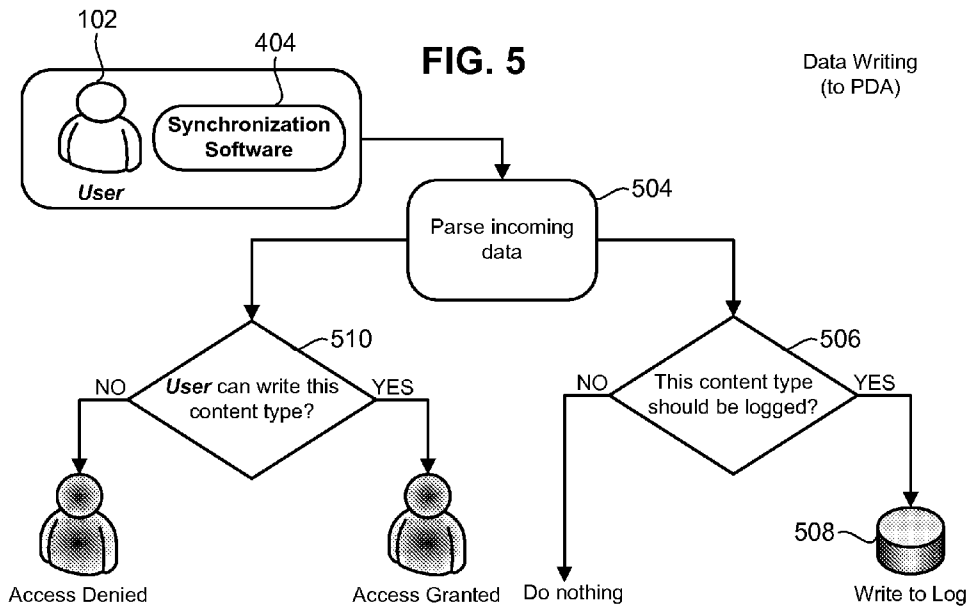 102
404
FIG. 5
Data Writing
(to PDA)
Synchronization
Software
User
504
Parse incoming
data
510
506
NO
User can write this
content type?
YES
NO
This content type
should be logged?
YES
508
Access Denied
Access Granted
Do nothing
Write to Log